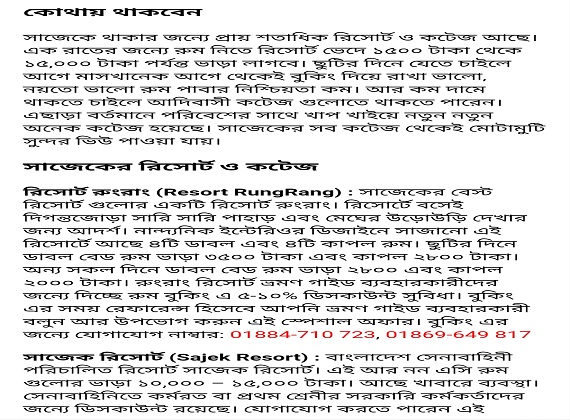 কোথায় থাকবেন
সাজেকে থাকার জন্যে প্রায় শতাধিক রিসোর্ট ও কটেজ আছে।
এক রাতের জন্যে রুম নিতে রিসোর্ট ভেদে ১৫০০ টাকা থেকে
১৫,০০০ টাকা পর্যন্ত ভাড়া লাগবে। ছুটির দিনে যেতে চাইলে
আগে মাসখানেক আগে থেকেই বুকিং দিয়ে রাখা ভালো,
নয়তো ভালো রুম পাবার নিশ্চিয়তা কম। আর কম দামে
থাকতে চাইলে আদিবাসী কটেজ গুলোতে থাকতে পারেন।
এছাড়া বর্তমানে পরিবেশের সাথে খাপ খাইয়ে নতুন নতুন
অনেক কটেজ হয়েছে। সাজেকের সব কটেজ থেকেই মোটামুটি
সুন্দর ভিউ পাওয়া যায়।
সাজেকের রিসোর্ট ও কটেজ
রিসোর্ট রুংরাং (Resort RungRang) : সাজেকের বেস্ট
রিসোর্ট গুলোর একটি রিসোর্ট রুংরাং। রিসোর্টে বসেই
দিগন্তজোড়া সারি সারি পাহাড় এবং মেঘের উড়োউড়ি দেখার
জন্য আদর্শ। নান্দ্যনিক ইন্টেরিওর ডিজাইনে সাজানো এই
রিসোর্টে আছে ৪টি ডাবল এবং ৪টি কাপল রুম। ছুটির দিনে
ডাবল বেড রুম ভাড়া ৩৫০০ টাকা এবং কাপল ২৮০০ টাকা।
অন্য সকল দিনে ডাবল বেড রুম ভাড়া ২৮০০ এবং কাপল
২০০০ টাকা। রুংরাং রিসোর্ট ভ্রমণ গাইড ব্যবহারকারীদের
জন্যে দিচ্ছে রুম বুকিং এ ৫-১০% ডিসকাউন্ট সুবিধা। বুকিং
এর সময় রেফারেন্স হিসেবে আপনি ভ্রমণ গাইড ব্যবহারকারী
বলুন আর উপভোগ করুন এই স্পেশাল অফার। বুকিং এর
জন্যে যোগাযোগ নাম্বার: 01884-710 723, 01869-649 817
সাজেক রিসোর্ট (Sajek Resort) : বাংলাদেশ সেনাবাহিনী
পরিচালিত রিসোর্ট সাজেক রিসোর্ট। এই আর নন এসি রুম
গুলোর ভাড়া ১০,০০০ – ১৫,০০০ টাকা। আছে খাবারে ব্যবস্থা।
সেনাবাহিনিতে কর্মরত বা প্রথম শ্রেনীর সরকারি কর্মকর্তাদের
জন্যে ডিসকাউন্ট রয়েছে। যোগাযোগ করতে পারেন এই